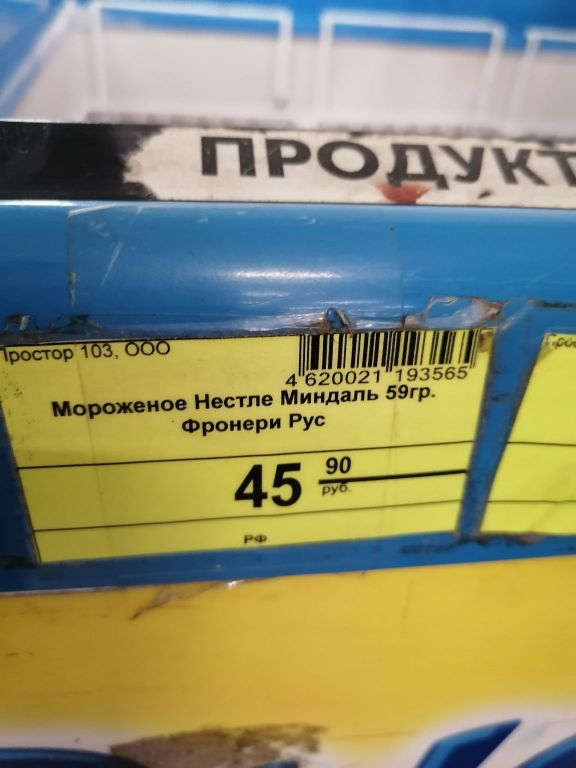 ПРОДУКТ
Простор 103, ООО
4 620021 193565
Мороженое Нестле Миндаль 59гр.
Фронери Рус
45 90
руб.
РФ